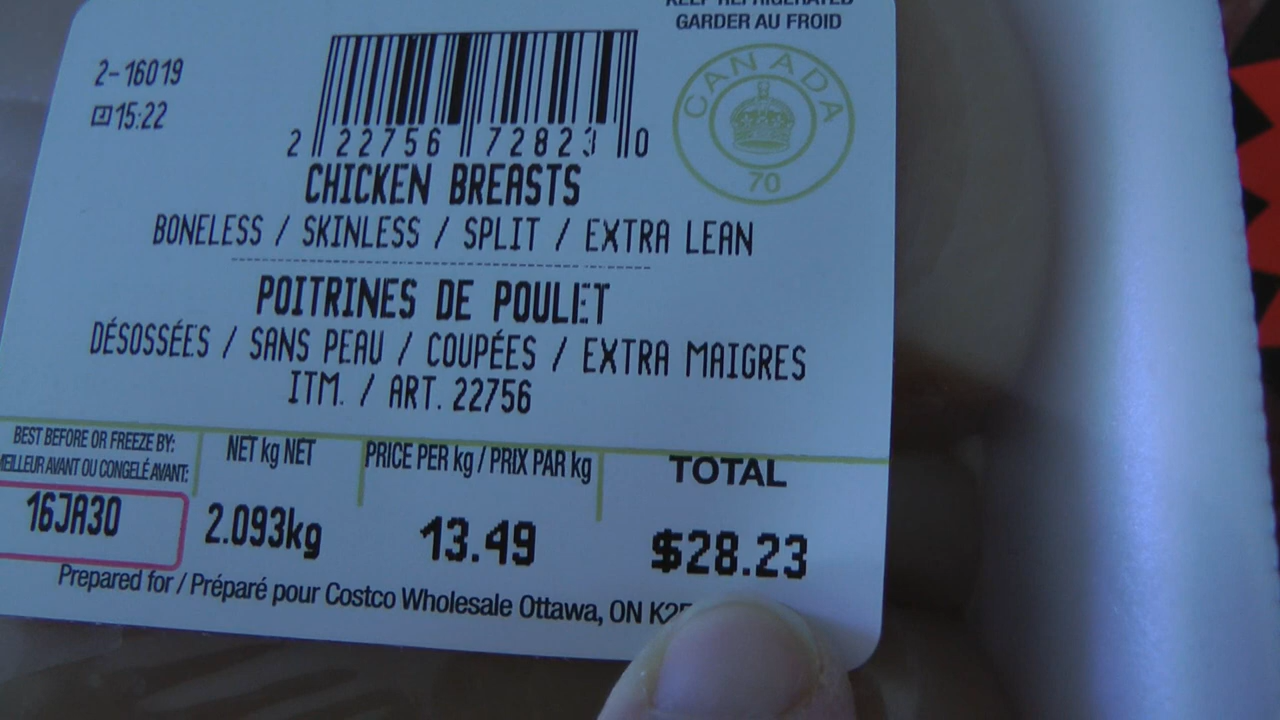 KEEP REFRIGERATED
GARDER AU FROID
2-16019
15:22
2 22756 72823 0
CANADA
70
CHICKEN BREASTS
BONELESS / SKINLESS / SPLIT / EXTRA LEAN
POITRINES DE POULET
DÉSOSSÉES / SANS PEAU / COUPÉES / EXTRA MAIGRES
ITM. / ART. 22756
BEST BEFORE OR FREEZE BY:
MEILLEUR AVANT OU CONGELÉ AVANT:
16JA30
NET kg NET
2.093kg
PRICE PER kg / PRIX PAR kg
13.49
TOTAL
$28.23
Prepared for / Préparé pour Costco Wholesale Ottawa, ON